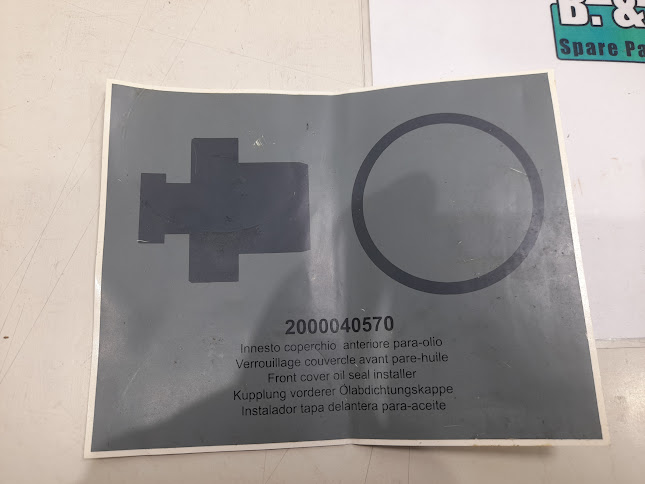 B. &
Spare Pa
2000040570
Innesto coperchio anteriore para-olio
Verrouillage couvercle avant pare-huile
Front cover oil seal installer
Kupplung vorderer Ölabdichtungskappe
Instalador tapa delantera para-aceite